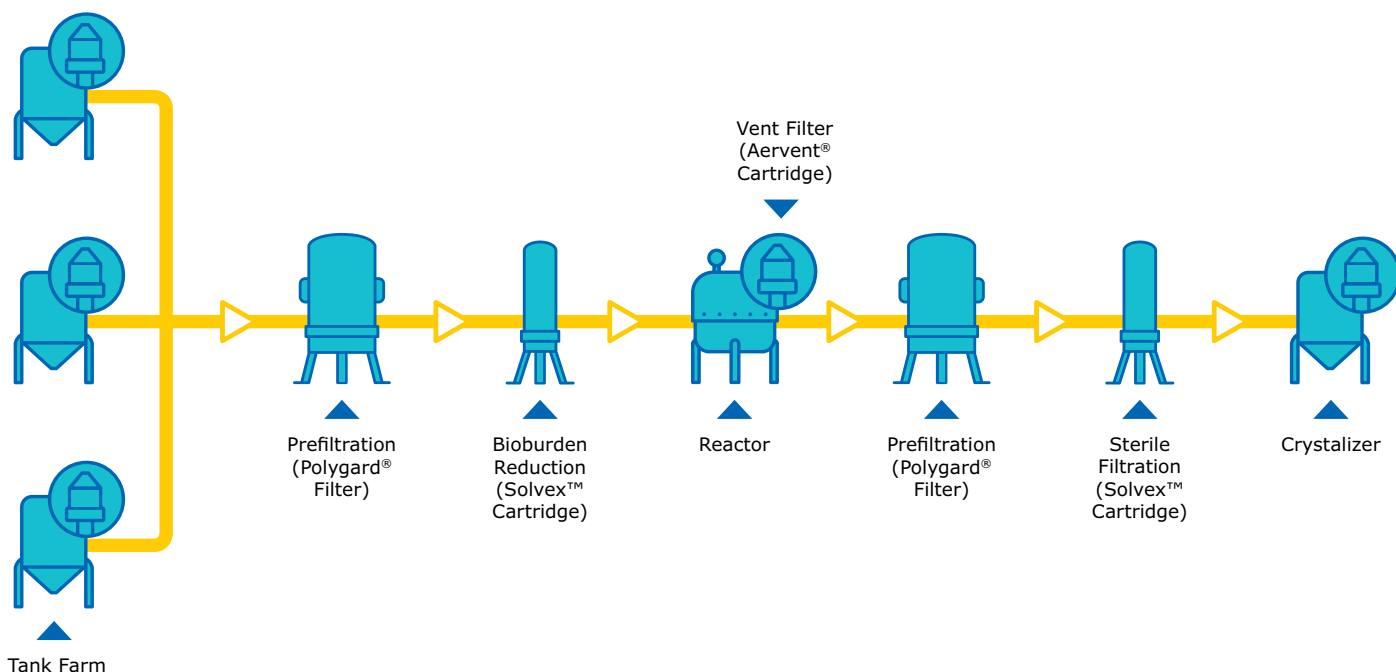 Vent Filter
(Aervent®
Cartridge)
Prefiltration
(Polygard®
Filter)
Bioburden
Reduction
(Solvex™
Cartridge)
Reactor
Prefiltration
(Polygard®
Filter)
Sterile
Filtration
(Solvex™
Cartridge)
Crystalizer
Tank Farm